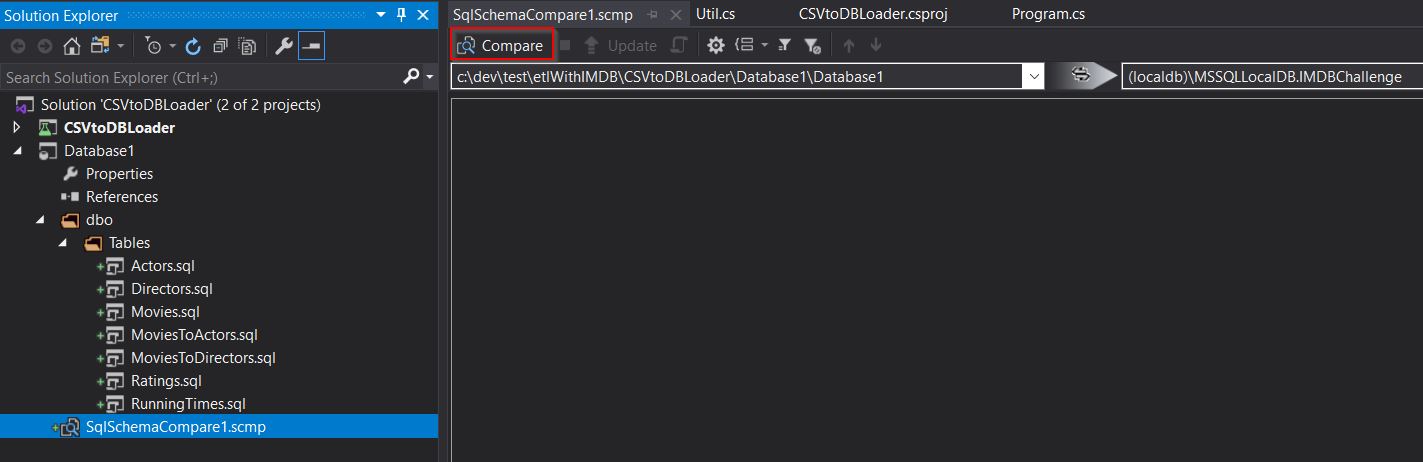 Solution Explorer
Search Solution Explorer (Ctrl+;)
Solution 'CSVtoDBLoader' (2 of 2 projects)
CSVtoDBLoader
Database1
Properties
References
dbo
Tables
Actors.sql
Directors.sql
Movies.sql
MoviesToActors.sql
MoviesToDirectors.sql
Ratings.sql
RunningTimes.sql
SqlSchemaCompare1.scmp
SqlSchemaCompare1.scmp Util.cs CSVtoDBLoader.csproj Program.cs
Compare Update
c:\dev\test\etlWithIMDB\CSVtoDBLoader\Database1\Database1 (localdb)\MSSQLLocalDB.IMDBChallenge